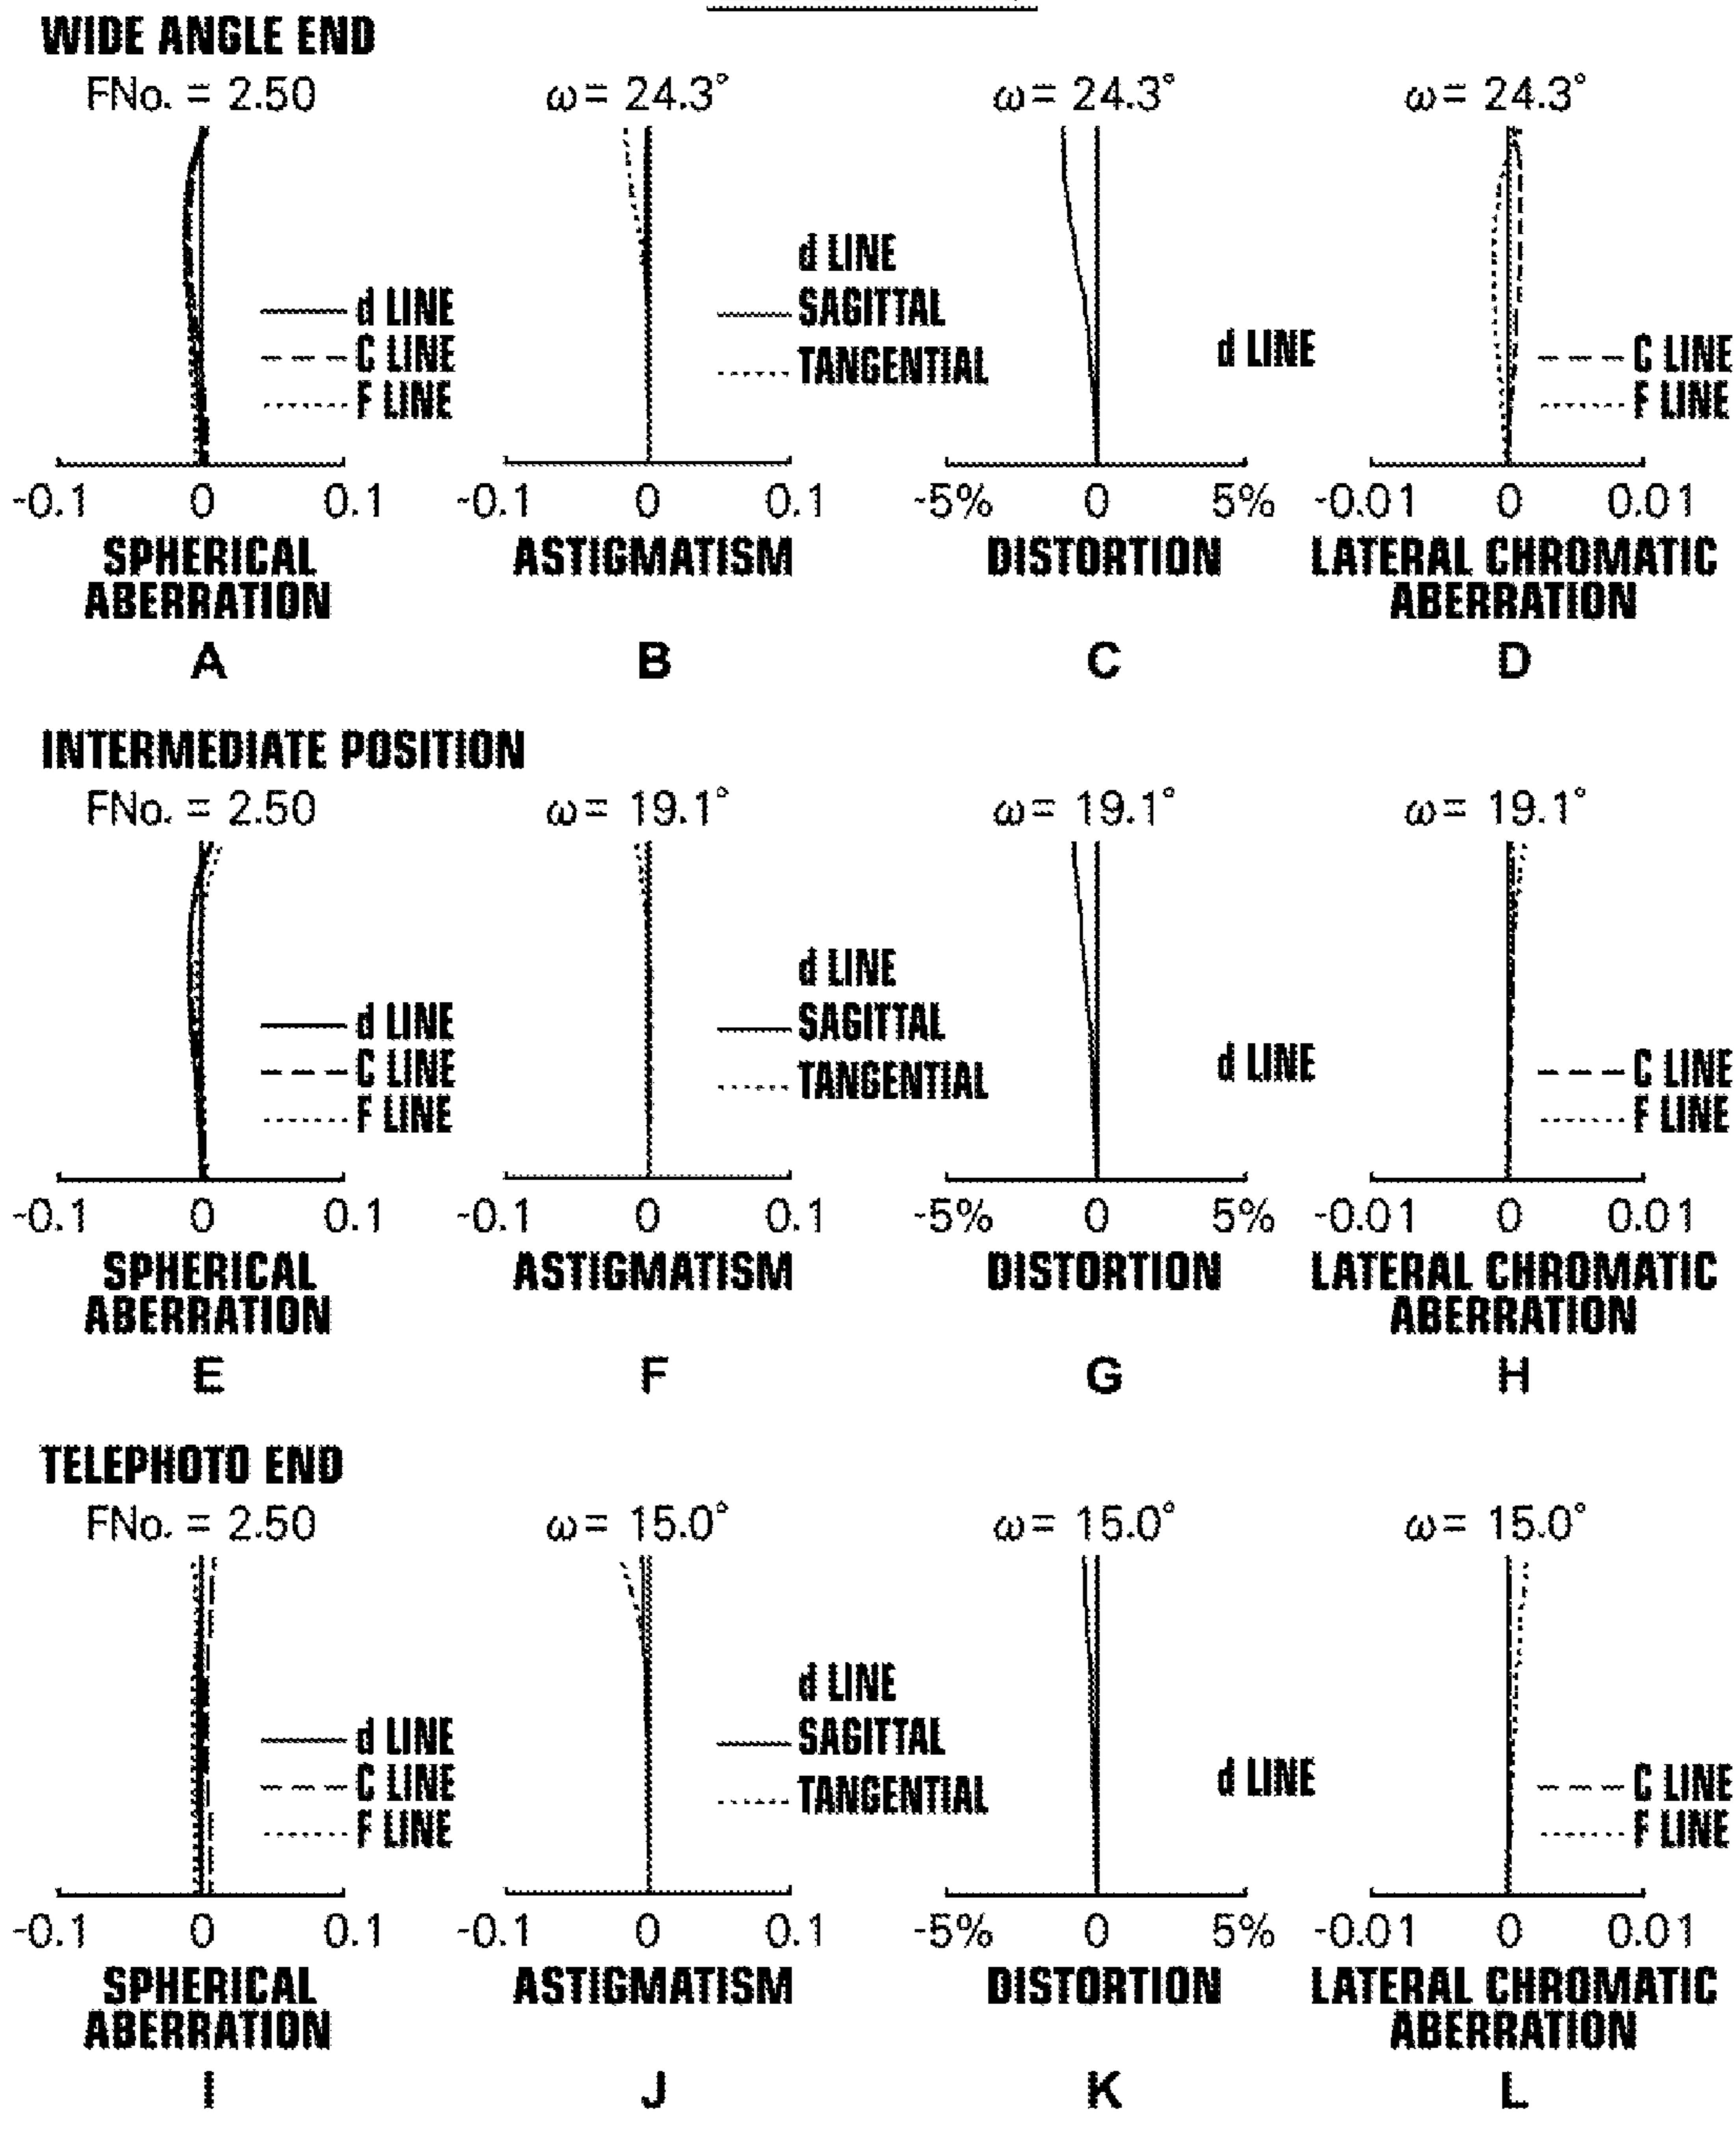 WIDE ANGLE END
FNo. = 2.50
ω= 24.3°
ω= 24.3°
ω= 24.3°
d LINE
C LINE
F LINE
d LINE
SAGITTAL
TANGENTIAL
d LINE
C LINE
F LINE
-0.1 0 0.1
-0.1 0 0.1
-5% 0 5%
-0.01 0 0.01
SPHERICAL
ABERRATION
ASTIGMATISM
DISTORTION
LATERAL CHROMATIC
ABERRATION
A
B
C
D
INTERMEDIATE POSITION
FNo. = 2.50
ω= 19.1°
ω= 19.1°
ω= 19.1°
d LINE
C LINE
F LINE
d LINE
SAGITTAL
TANGENTIAL
d LINE
C LINE
F LINE
-0.1 0 0.1
-0.1 0 0.1
-5% 0 5%
-0.01 0 0.01
SPHERICAL
ABERRATION
ASTIGMATISM
DISTORTION
LATERAL CHROMATIC
ABERRATION
E
F
G
H
TELEPHOTO END
FNo. = 2.50
ω= 15.0°
ω= 15.0°
ω= 15.0°
d LINE
C LINE
F LINE
d LINE
SAGITTAL
TANGENTIAL
d LINE
C LINE
F LINE
-0.1 0 0.1
-0.1 0 0.1
-5% 0 5%
-0.01 0 0.01
SPHERICAL
ABERRATION
ASTIGMATISM
DISTORTION
LATERAL CHROMATIC
ABERRATION
I
J
K
L